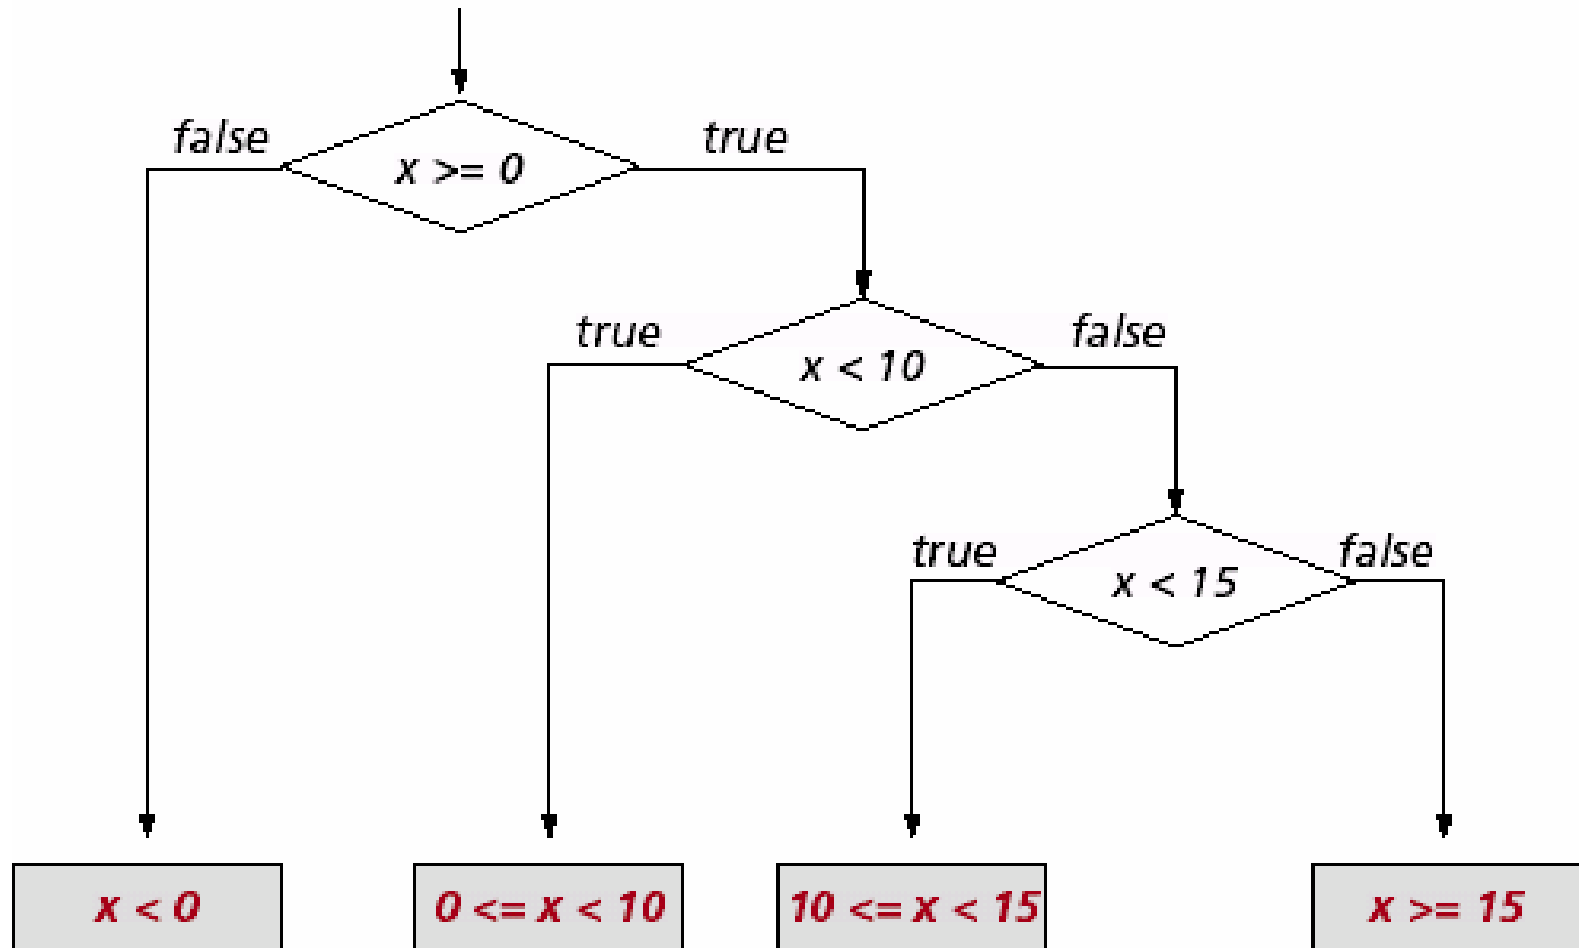 false
true
x >= 0
true
false
x < 10
true
false
x < 15
x < 0
0 <= x < 10
10 <= x < 15
x >= 15